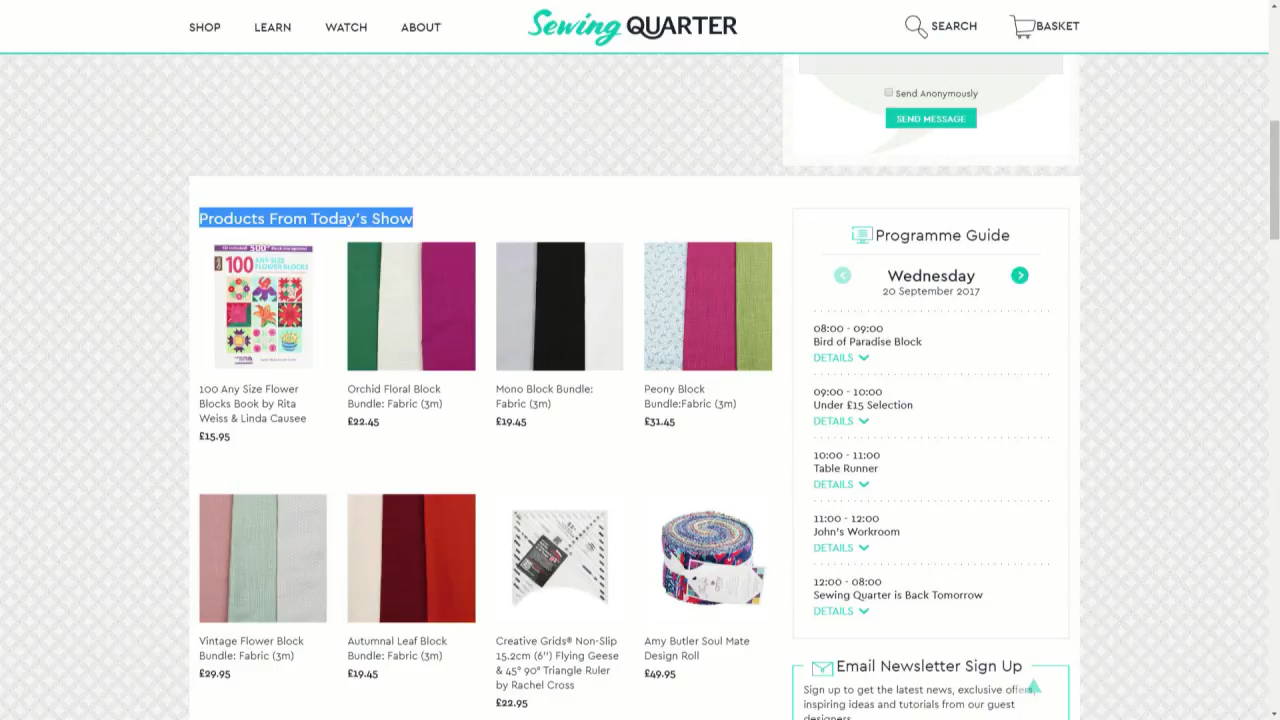 SHOP
LEARN
WATCH
ABOUT
Sewing QUARTER
SEARCH
BASKET
Send Anonymously
SEND MESSAGE
Products From Today's Show
100 ANY-SIZE
FLOWER BLOCKS
100 Any Size Flower
Blocks Book by Rita
Weiss & Linda Causee
£15.95
Orchid Floral Block
Bundle: Fabric (3m)
£22.45
Mono Block Bundle:
Fabric (3m)
£19.45
Peony Block
Bundle:Fabric (3m)
£31.45
Vintage Flower Block
Bundle: Fabric (3m)
£29.95
Autumnal Leaf Block
Bundle: Fabric (3m)
£19.45
Creative Grids® Non-Slip
15.2cm (6") Flying Geese
& 45° 90° Triangle Ruler
by Rachel Cross
£22.95
Amy Butler Soul Mate
Design Roll
£49.95
Programme Guide
Wednesday
20 September 2017
08:00 - 09:00
Bird of Paradise Block
DETAILS
09:00 - 10:00
Under £15 Selection
DETAILS
10:00 - 11:00
Table Runner
DETAILS
11:00 - 12:00
John's Workroom
DETAILS
12:00 - 08:00
Sewing Quarter is Back Tomorrow
DETAILS
Email Newsletter Sign Up
Sign up to get the latest news, exclusive offers,
inspiring ideas and tutorials from our guest
designers